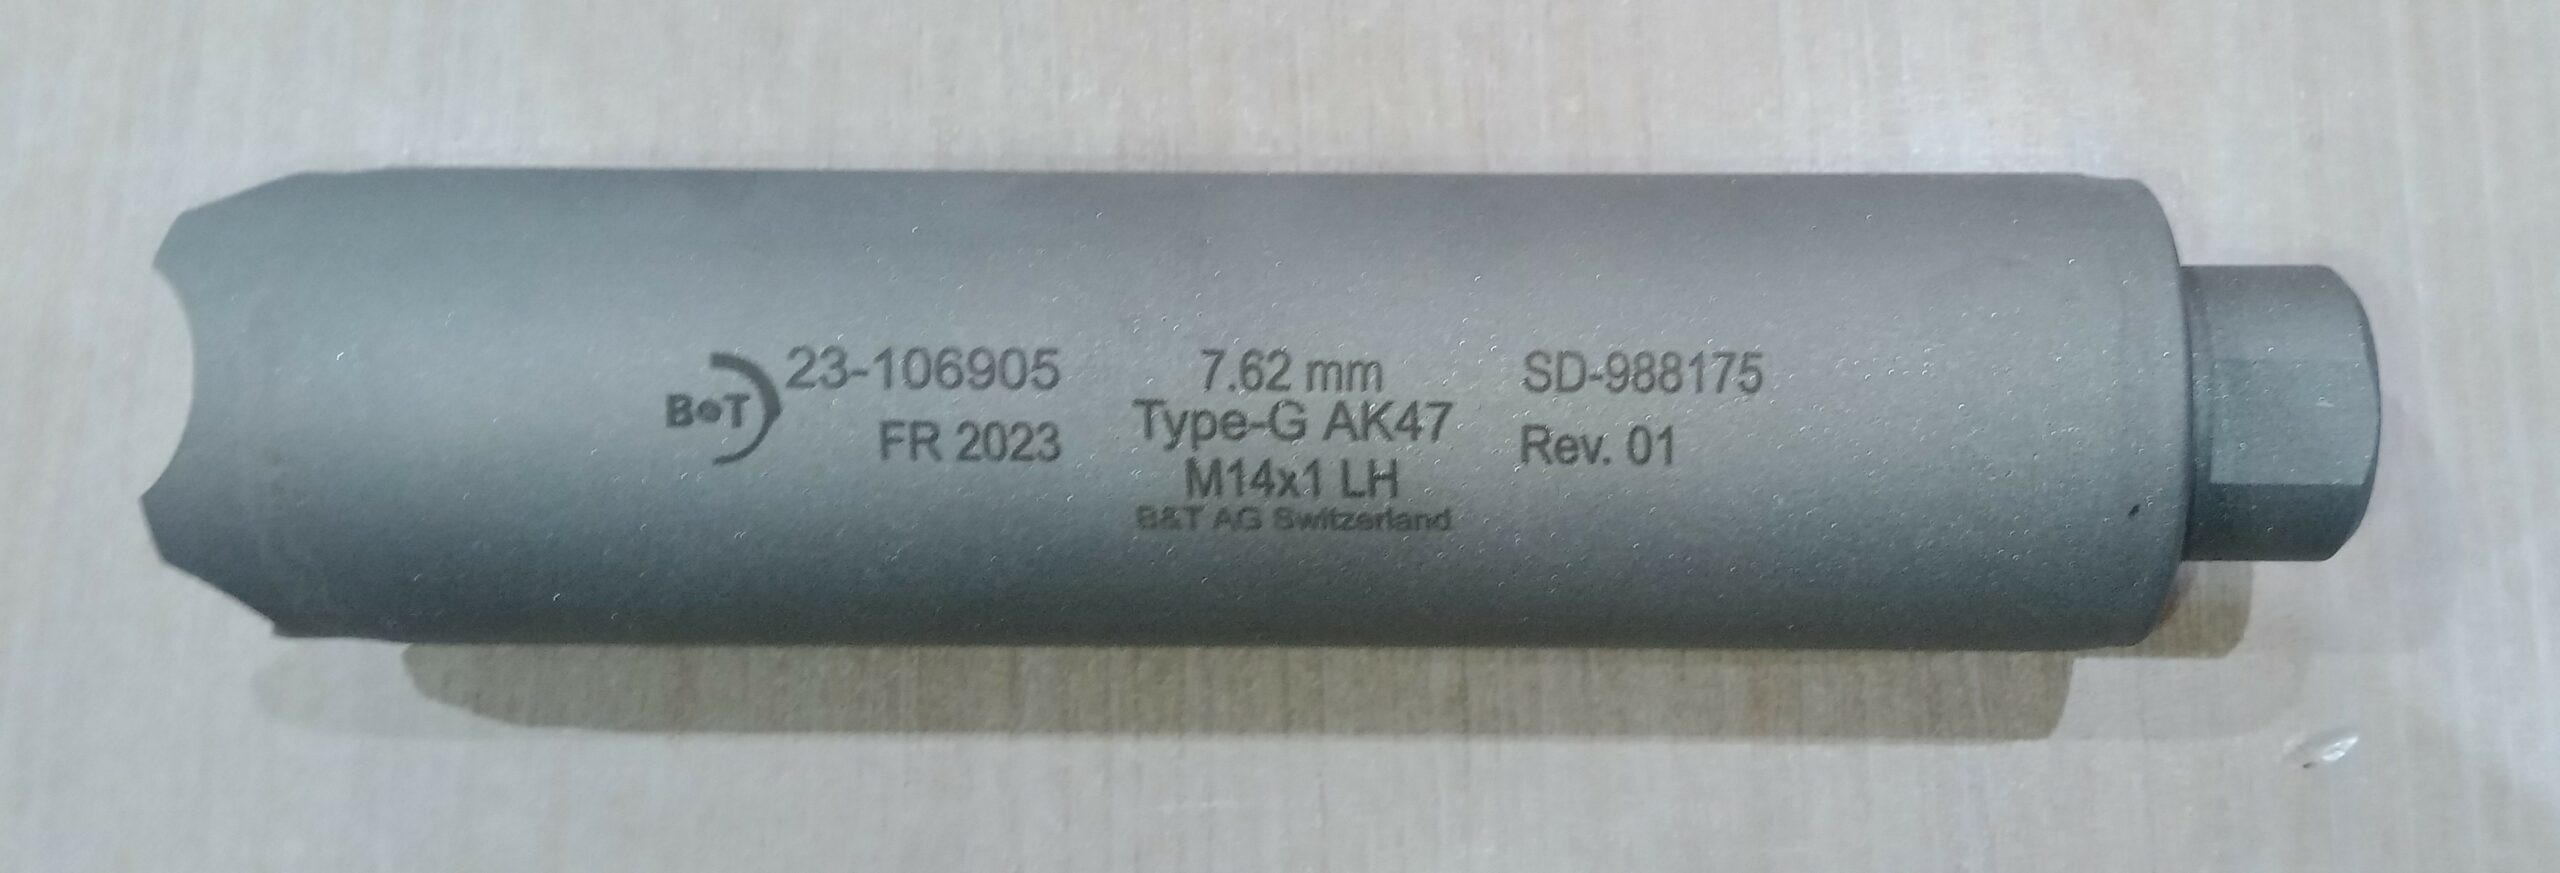 B&T
23-106905
FR 2023
7.62 mm
Type-G AK47
M14x1 LH
B&T AG Switzerland
SD-988175
Rev. 01